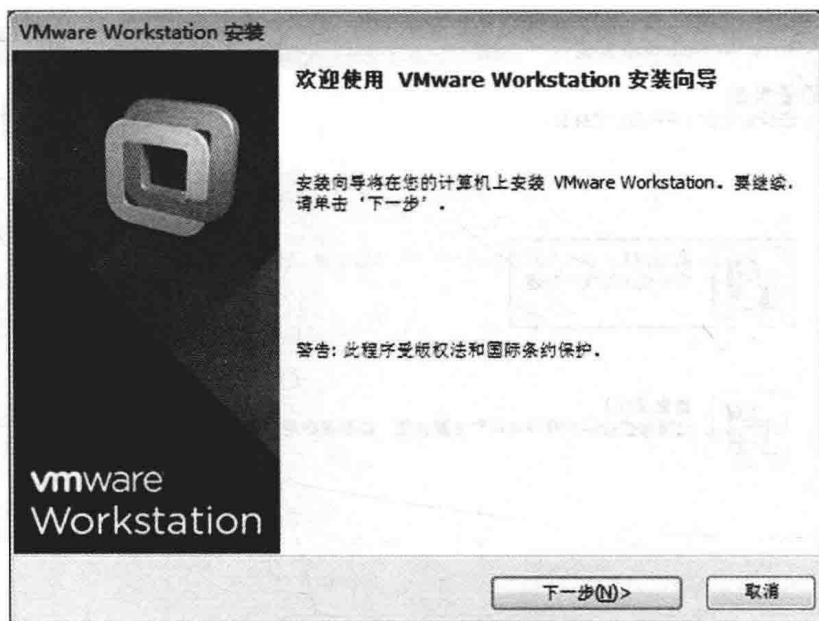 VMware Workstation 安装
欢迎使用 VMware Workstation 安装向导
安装向导将在您的计算机上安装 VMware Workstation。要继续,
请单击‘下一步’。
警告: 此程序受版权法和国际条约保护。
vmware
Workstation
下一步(N)>
取消